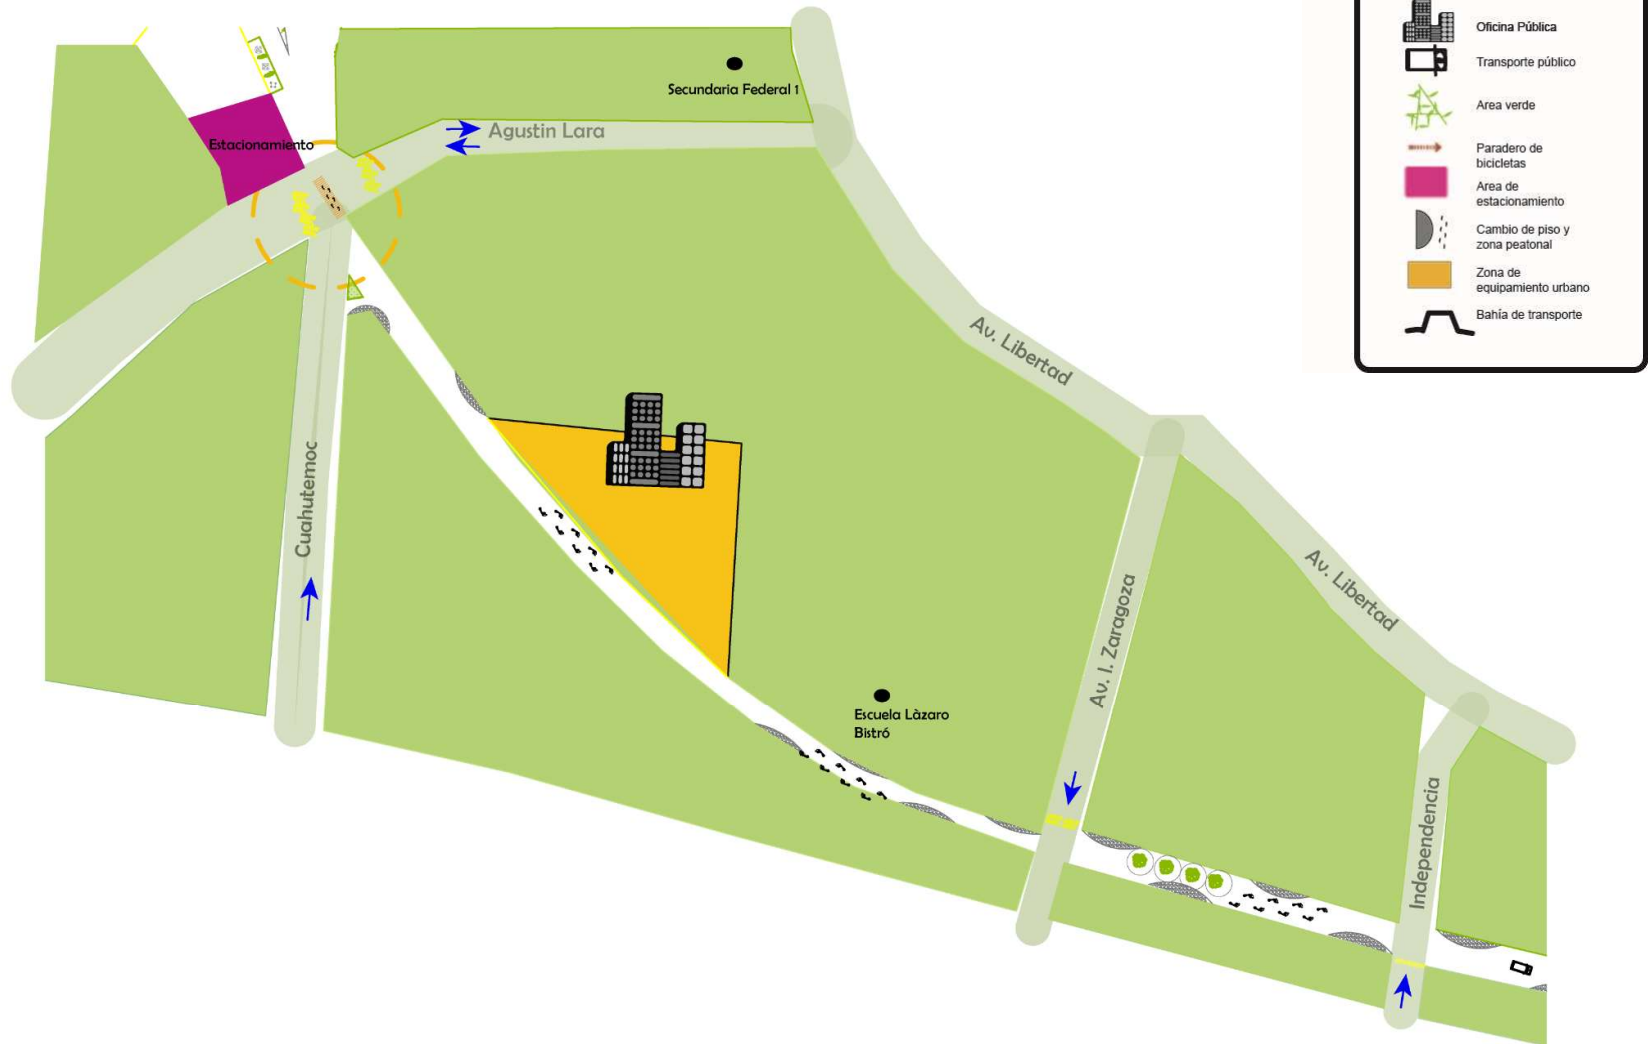 Secundaria Federal 1
Agustin Lara
Estacionamiento
Av. Libertad
Cuahutemoc
Av. I. Zaragoza
Av. Libertad
Escuela Làzaro
Bistró
Independencia
Oficina Pública
Transporte público
Area verde
Paradero de
bicicletas
Area de
estacionamiento
Cambio de piso y
zona peatonal
Zona de
equipamiento urbano
Bahía de transporte